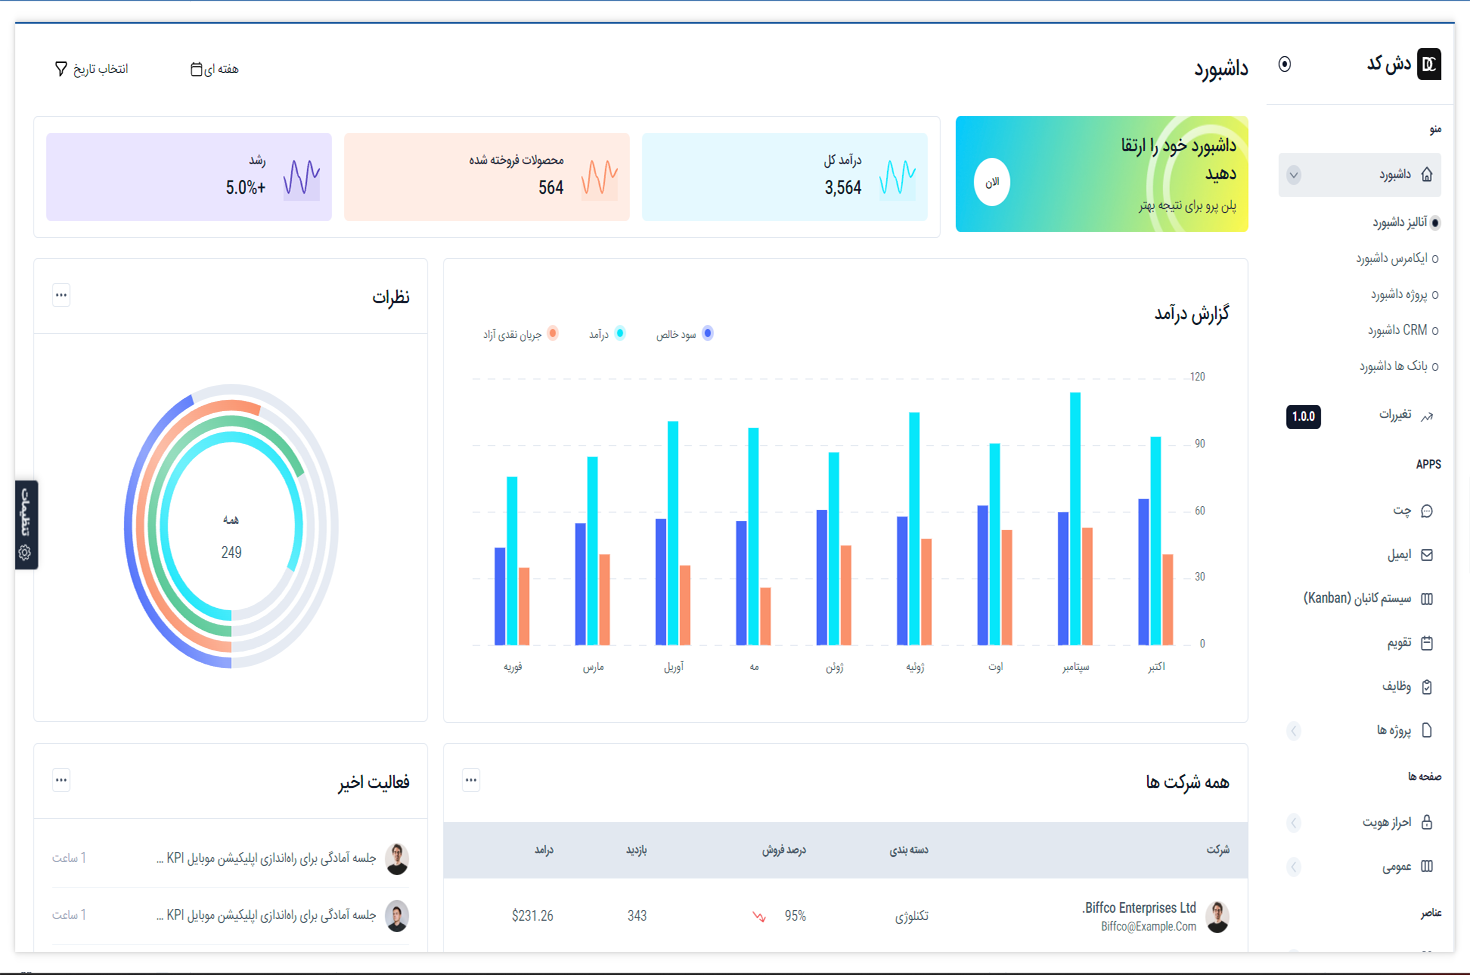 دش کد
منو
داشبورد
آنالیز داشبورد
ایکامرس داشبورد
پروژه داشبورد
CRM داشبورد
بانک ها داشبورد
تغیررات
1.0.0
APPS
چت
ایمیل
سیستم کانبان (Kanban)
تقویم
وظایف
پروژه ها
صفحه ها
احراز هویت
عمومی
عناصر
داشبورد
هفته ای
انتخاب تاریخ
داشبورد خود را ارتقا
دهید
پلن پرو برای نتیجه بهتر
الان
درآمد کل
3,564
محصولات فروخته شده
564
رشد
+5.0%
گزارش درآمد
سود خالص
درآمد
جریان نقدی آزاد
120
90
60
30
0
اکتبر
سپتامبر
اوت
ژوئیه
ژوئن
مه
آوریل
مارس
فوریه
نظرات
همه
249
تنظیمات
همه شرکت ها
شرکت
دسته بندی
درصد فروش
بازدید
درامد
Biffco Enterprises Ltd.
Biffco@Example.Com
تکنلوژی
95%
343
$231.26
فعالیت اخیر
جلسه آمادگی برای راه‌اندازی اپلیکیشن موبایل KPI ...
1 ساعت
جلسه آمادگی برای راه‌اندازی اپلیکیشن موبایل KPI ...
1 ساعت